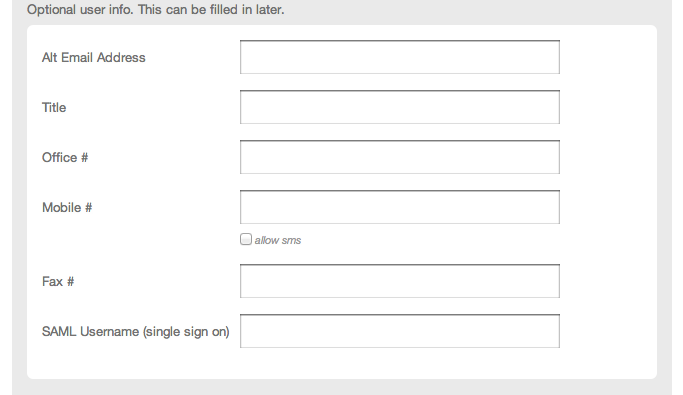 Optional user info. This can be filled in later.
Alt Email Address
Title
Office #
Mobile #
allow sms
Fax #
SAML Username (single sign on)